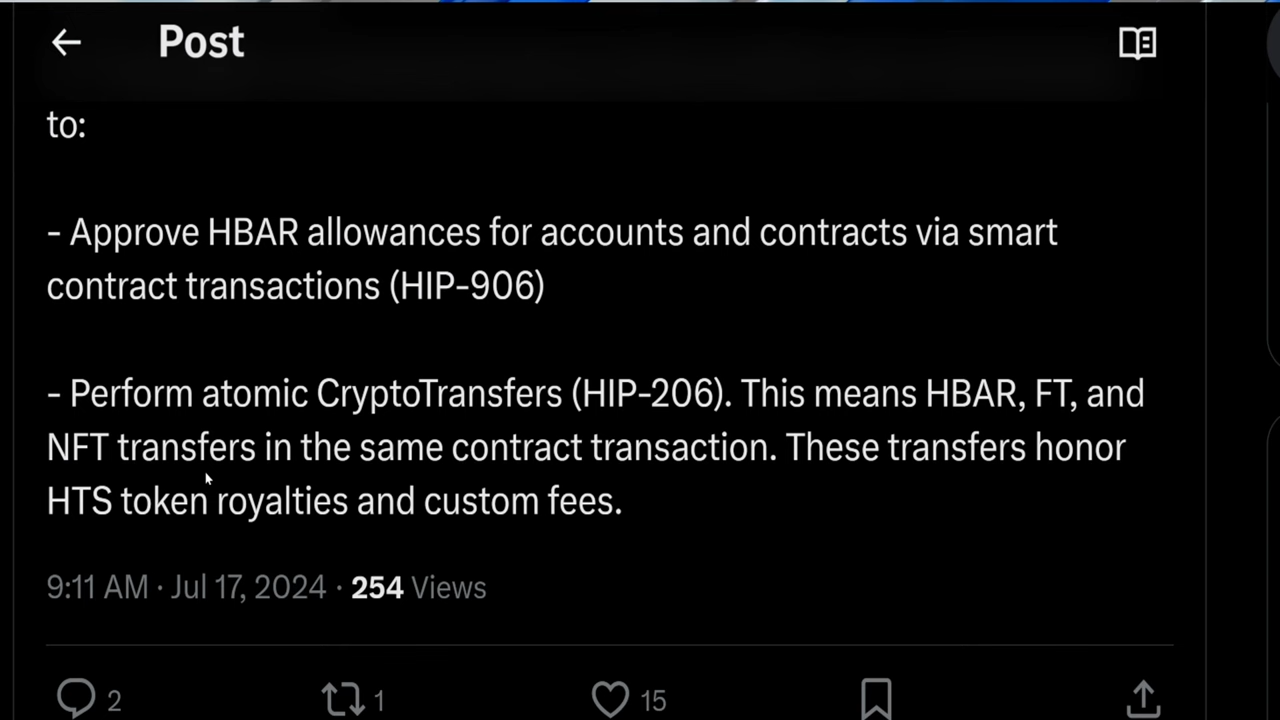 Post
to:
- Approve HBAR allowances for accounts and contracts via smart
contract transactions (HIP-906)
- Perform atomic CryptoTransfers (HIP-206). This means HBAR, FT, and
NFT transfers in the same contract transaction. These transfers honor
HTS token royalties and custom fees.
9:11 AM · Jul 17, 2024 · 254 Views
2 1 15